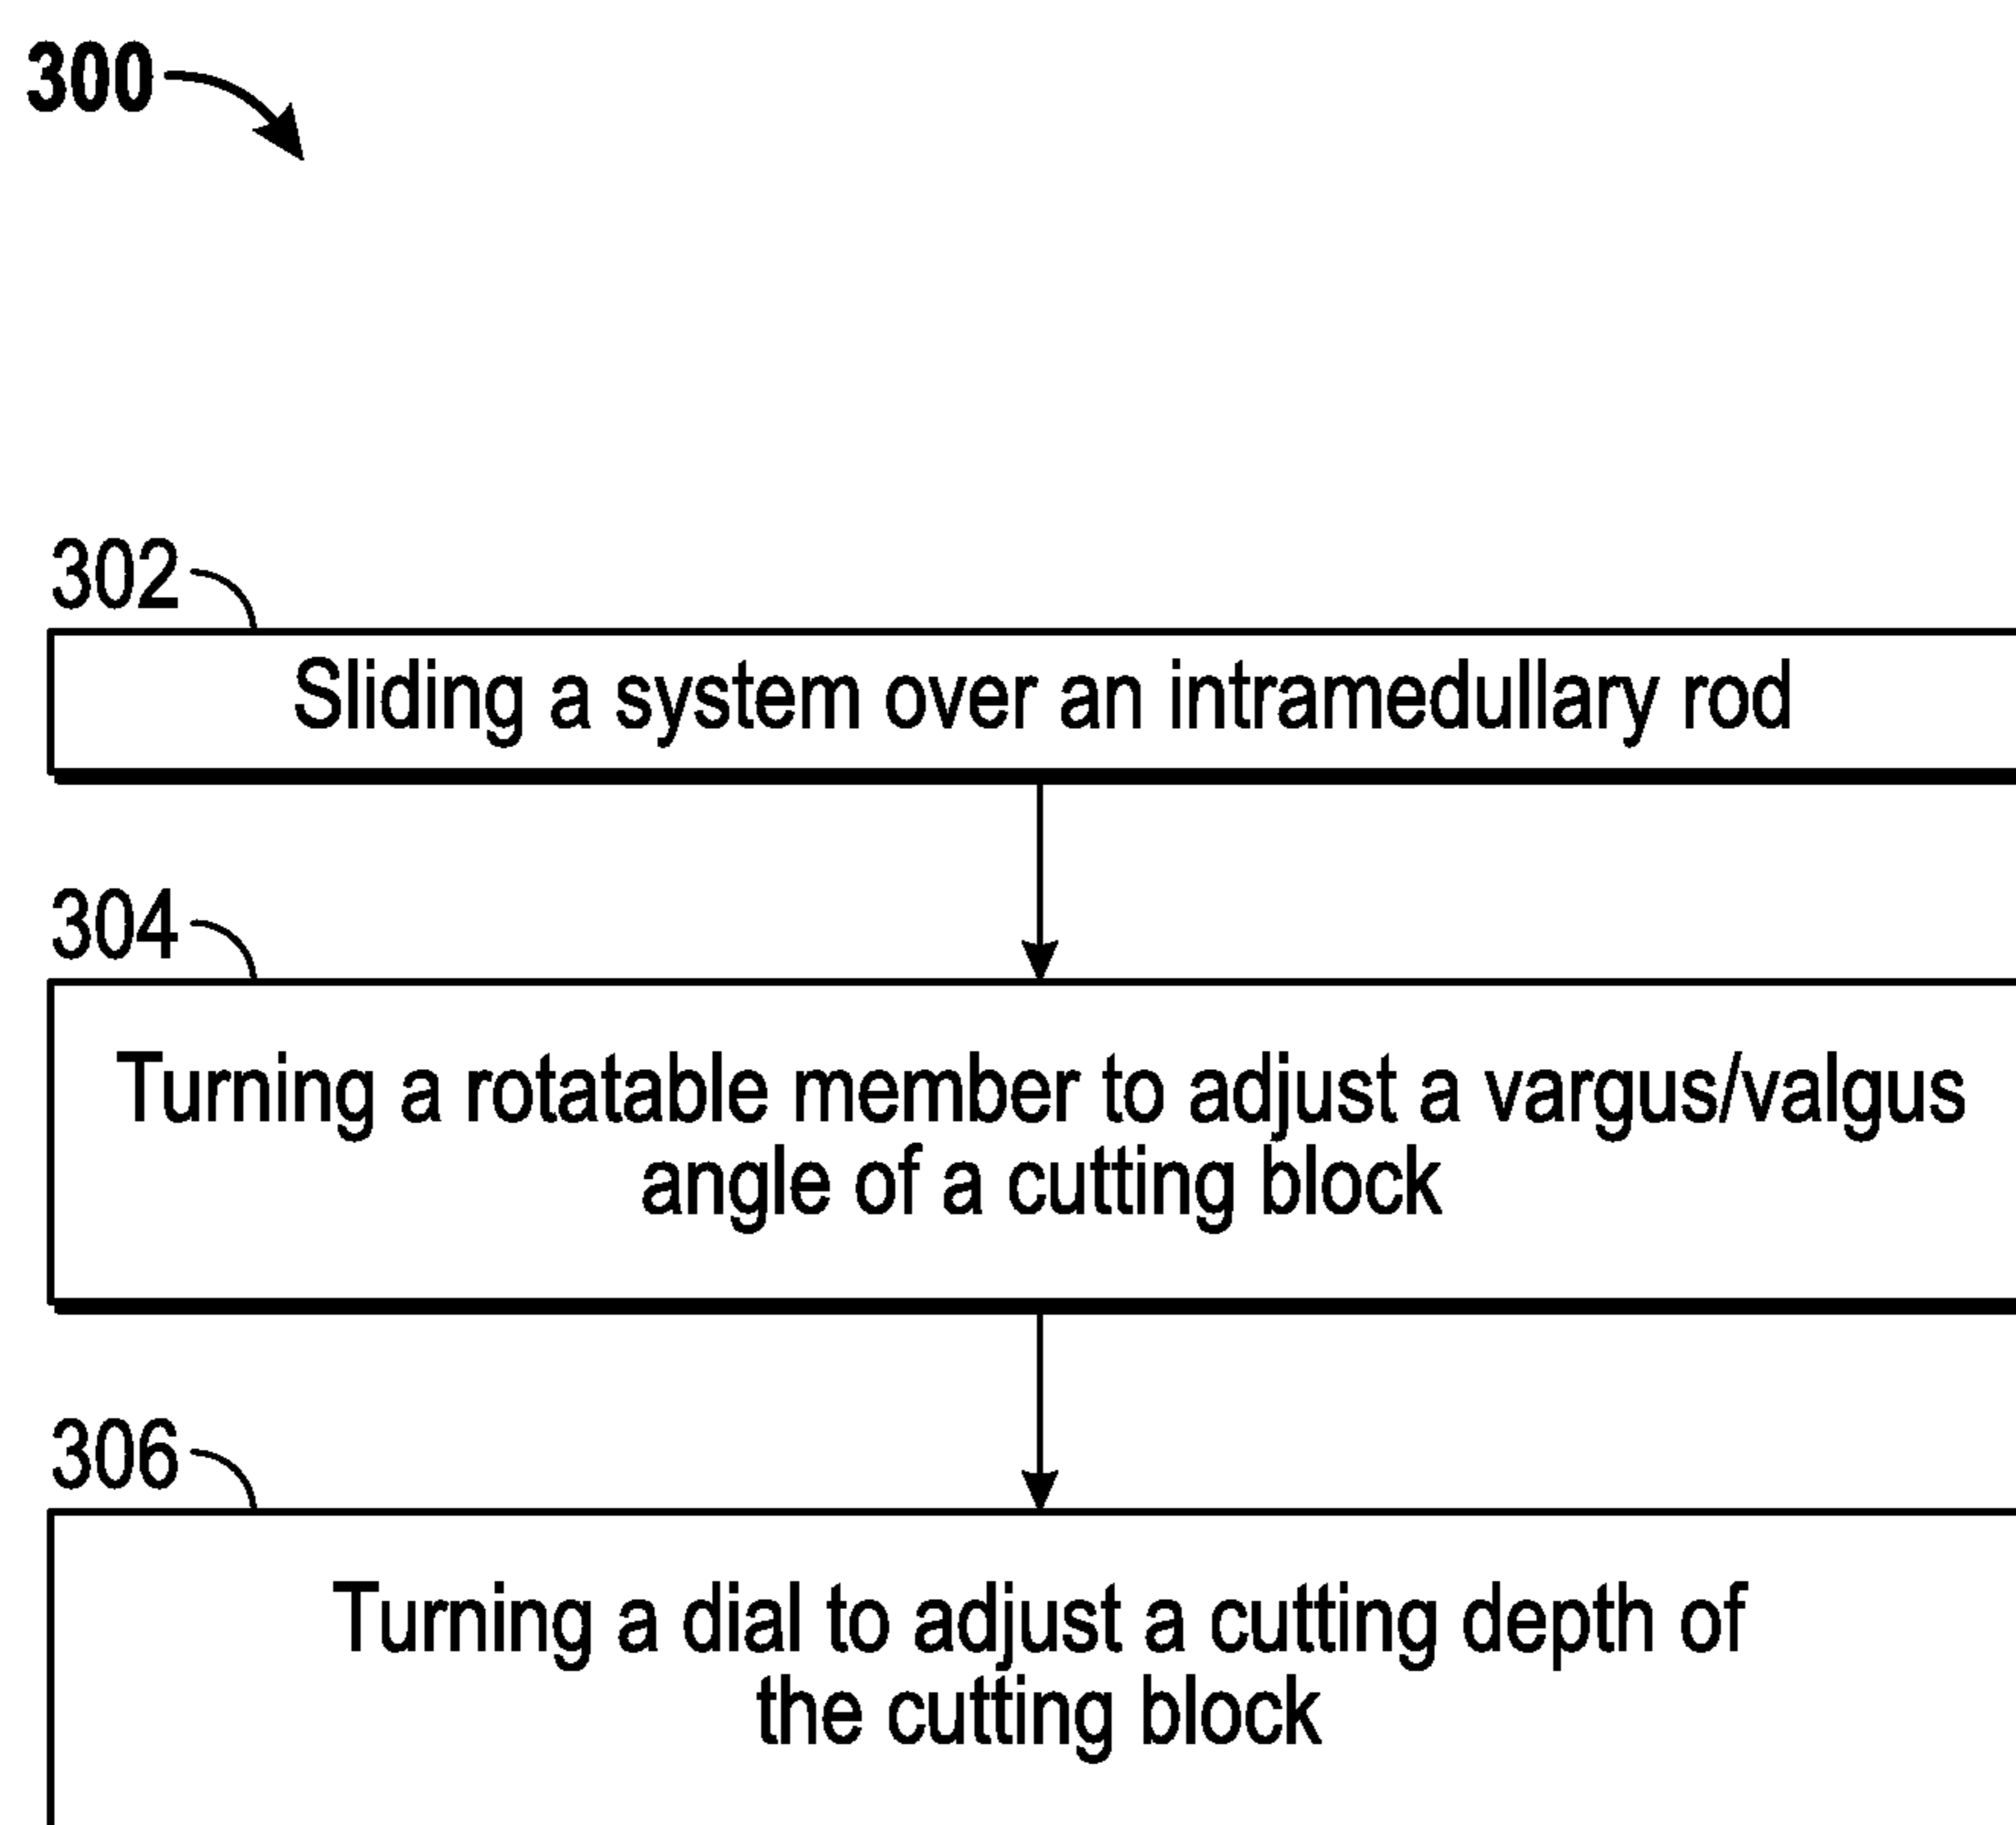 300
302
Sliding a system over an intramedullary rod
304
Turning a rotatable member to adjust a vargus/valgus
angle of a cutting block
306
Turning a dial to adjust a cutting depth of
the cutting block